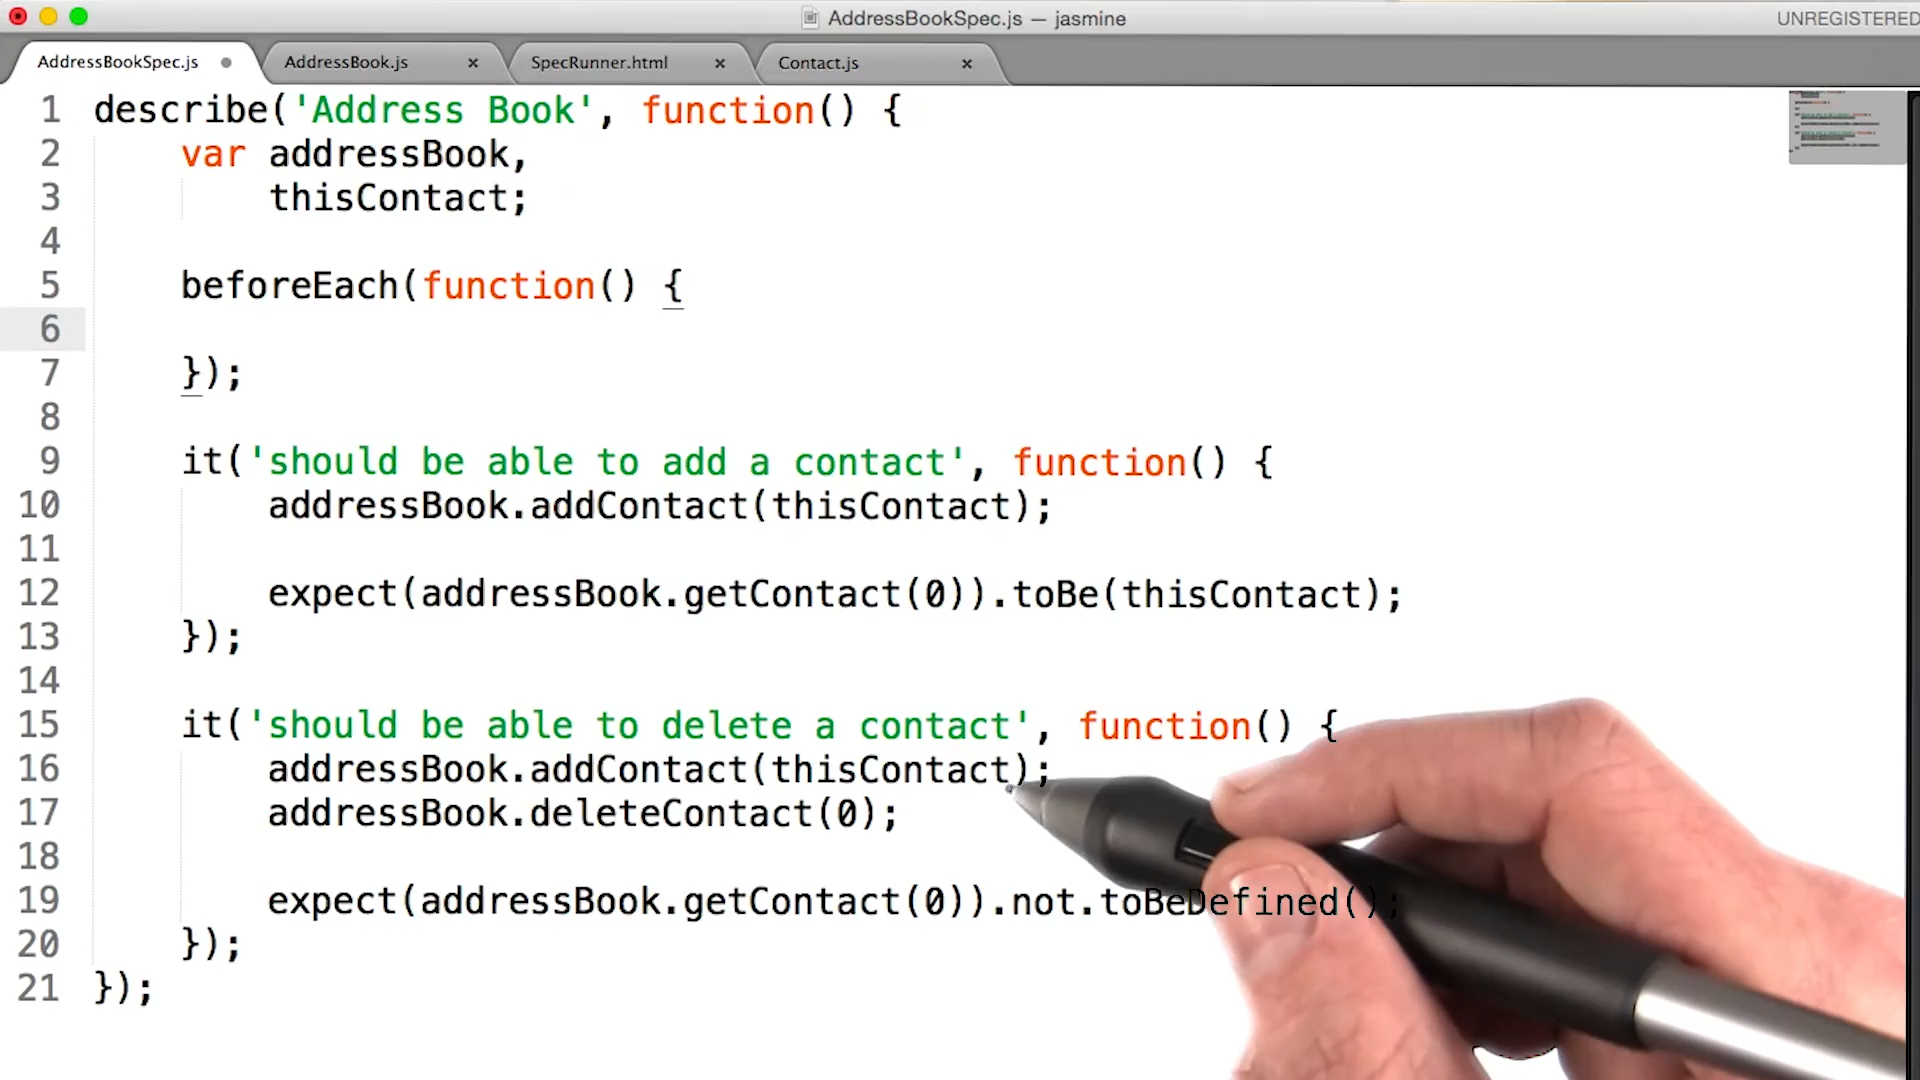 AddressBookSpec.js — jasmine
UNREGISTERED
AddressBookSpec.js
AddressBook.js
SpecRunner.html
Contact.js
1 describe('Address Book', function() {
2 var addressBook,
3 thisContact;
4
5 beforeEach(function() {
6
7 });
8
9 it('should be able to add a contact', function() {
10 addressBook.addContact(thisContact);
11
12 expect(addressBook.getContact(0)).toBe(thisContact);
13 });
14
15 it('should be able to delete a contact', function() {
16 addressBook.addContact(thisContact);
17 addressBook.deleteContact(0);
18
19 expect(addressBook.getContact(0)).not.toBeDefined();
20 });
21 });